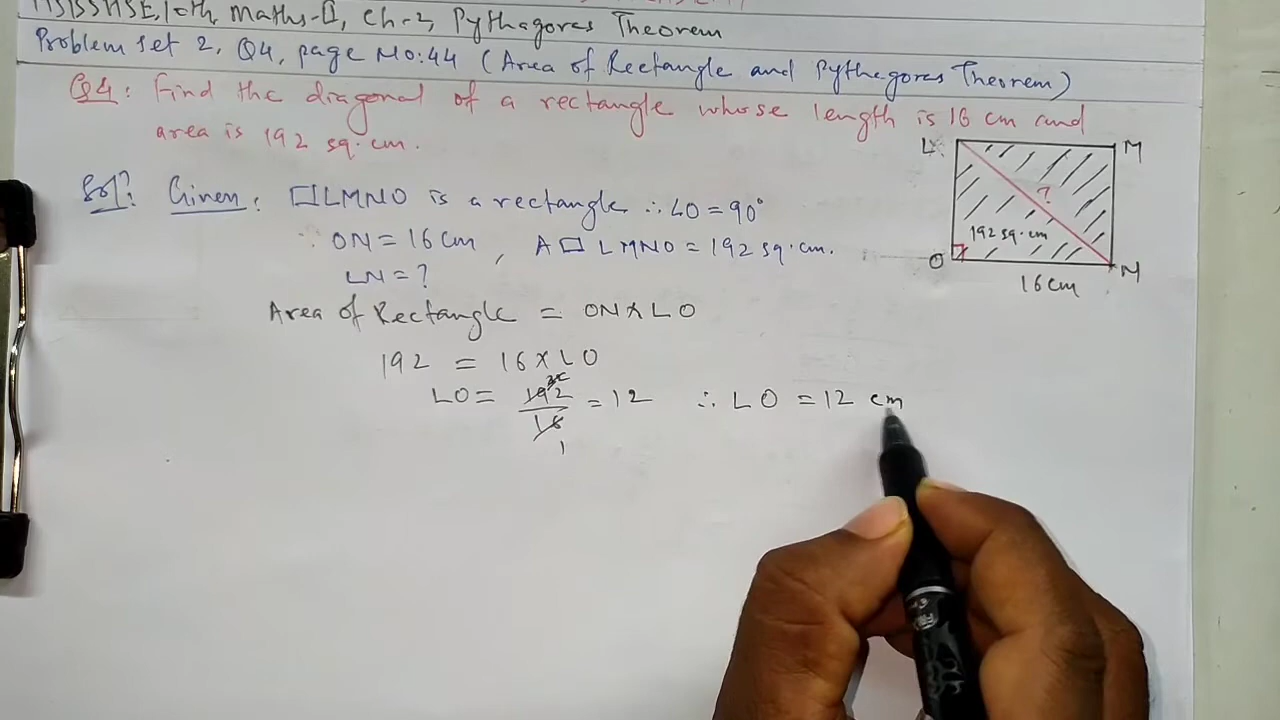 10th, Maths-II, Ch-2, Pythagoras Theorem
Problem Set 2, Q4, page No:44 (Area of Rectangle and Pythagoras Theorem)
Q4: Find the diagonal of a rectangle whose length is 16 cm and
area is 192 sq.cm.
Solⁿ: Given: □LMNO is a rectangle ∴ ∠O = 90°
∵ ON = 16 cm, A□ LMNO = 192 sq.cm.
LN = ?
Area of Rectangle = ON × LO
192 = 16 × LO
LO = 192/16 = 12 ∴ LO = 12 cm
1
L M
?
192 sq.cm
O N
16 cm